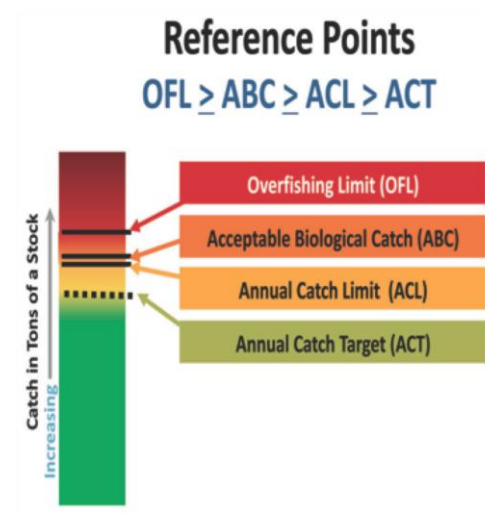 Reference Points
OFL ≥ ABC ≥ ACL ≥ ACT
Overfishing Limit (OFL)
Acceptable Biological Catch (ABC)
Annual Catch Limit (ACL)
Annual Catch Target (ACT)
Catch in Tons of a Stock
Increasing